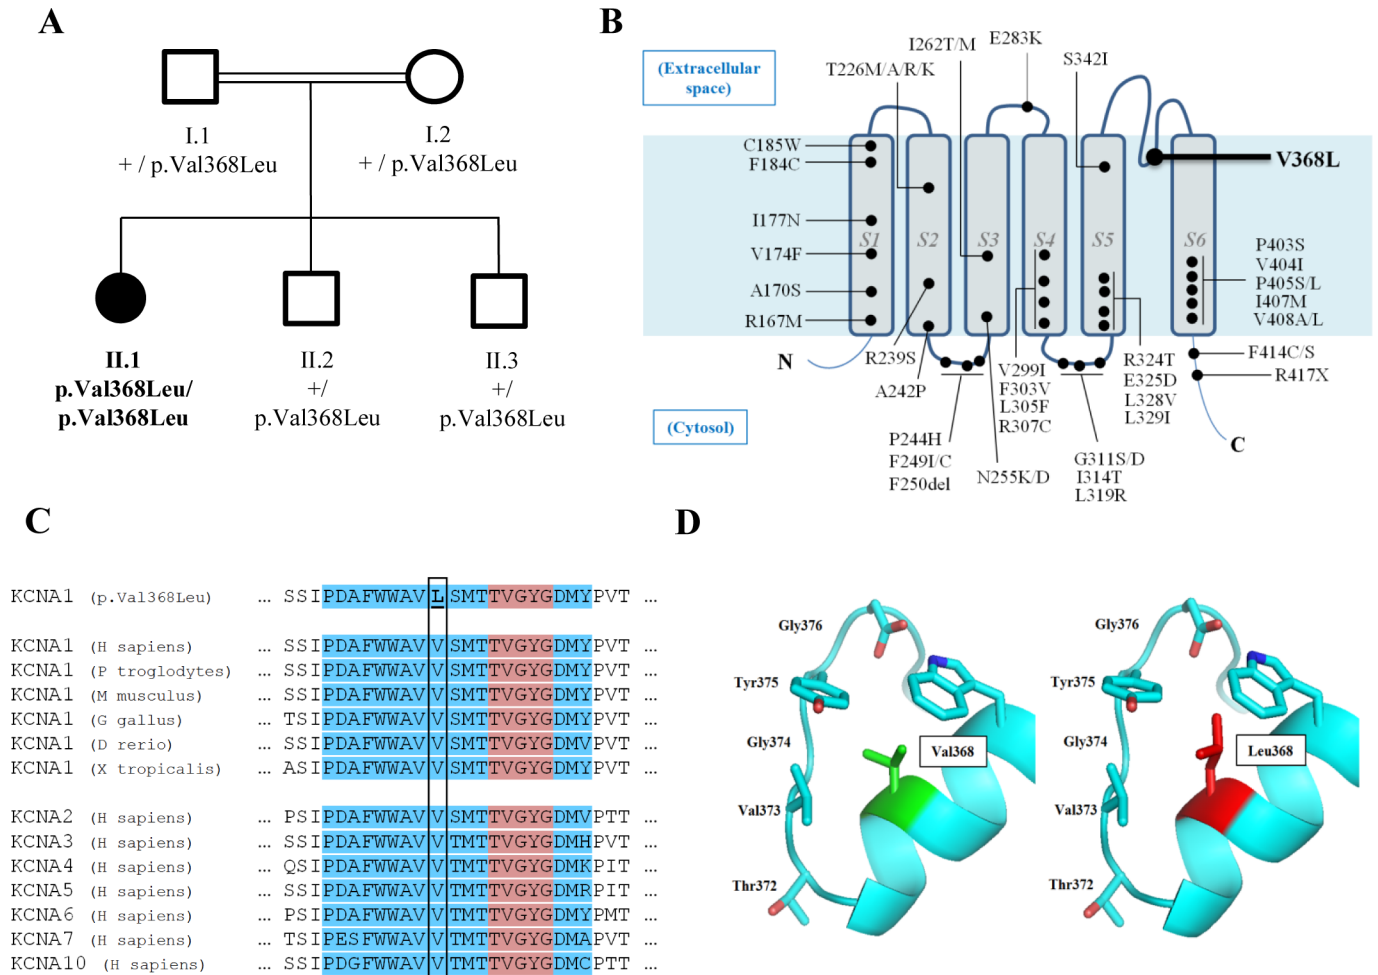 A
I.1
+ / p.Val368Leu
I.2
+ / p.Val368Leu
II.1
p.Val368Leu/
p.Val368Leu
II.2
+/
p.Val368Leu
II.3
+/
p.Val368Leu
B
(Extracellular
space)
T226M/A/R/K
I262T/M
E283K
S342I
C185W
F184C
V368L
I177N
V174F
A170S
R167M
S1
S2
S3
S4
S5
S6
P403S
V404I
P405S/L
I407M
V408A/L
N
R239S
A242P
V299I
F303V
L305F
R307C
R324T
E325D
L328V
L329I
F414C/S
R417X
C
(Cytosol)
P244H
F249I/C
F250del
N255K/D
G311S/D
I314T
L319R
C
KCNA1 (p.Val368Leu) ... SSIPDAFWWAVLSMTTVGYGDMYPVT ...
KCNA1 (H sapiens) ... SSIPDAFWWAVVSMTTVGYGDMYPVT ...
KCNA1 (P troglodytes) ... SSIPDAFWWAVVSMTTVGYGDMYPVT ...
KCNA1 (M musculus) ... SSIPDAFWWAVVSMTTVGYGDMYPVT ...
KCNA1 (G gallus) ... TSIPDAFWWAVVSMTTVGYGDMYPVT ...
KCNA1 (D rerio) ... SSIPDAFWWAVVSMTTVGYGDMVPVT ...
KCNA1 (X tropicalis) ... ASIPDAFWWAVVSMTTVGYGDMYPVT ...
KCNA2 (H sapiens) ... PSIPDAFWWAVVSMTTVGYGDMVPTT ...
KCNA3 (H sapiens) ... SSIPDAFWWAVVTMTTVGYGDMHPVT ...
KCNA4 (H sapiens) ... QSIPDAFWWAVVTMTTVGYGDMKPIT ...
KCNA5 (H sapiens) ... SSIPDAFWWAVVTMTTVGYGDMRPIT ...
KCNA6 (H sapiens) ... PSIPDAFWWAVVTMTTVGYGDMYPMT ...
KCNA7 (H sapiens) ... TSIPESFWWAVVTMTTVGYGDMAPVT ...
KCNA10 (H sapiens) ... SSIPDGFWWAVVTMTTVGYGDMCPTT ...
D
Gly376
Tyr375
Gly374
Val368
Val373
Thr372
Gly376
Tyr375
Gly374
Leu368
Val373
Thr372